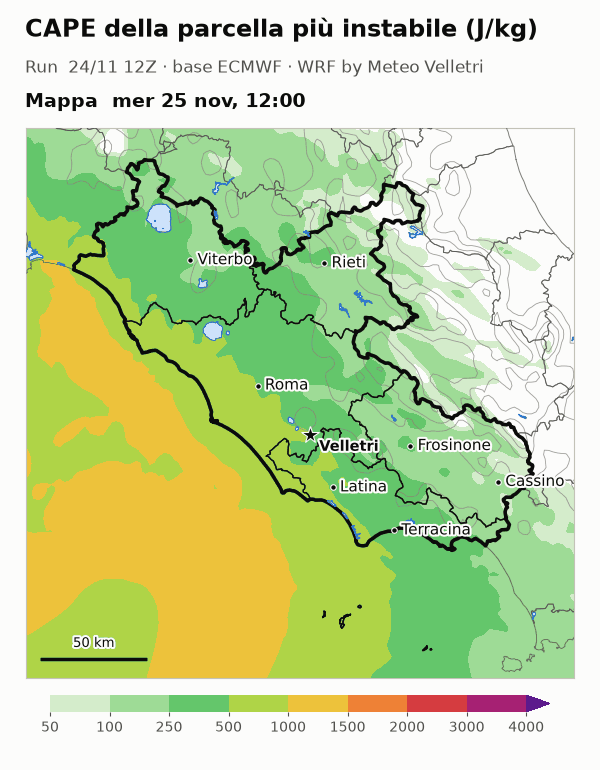 CAPE della parcella più instabile (J/kg)
Run  24/11 12Z · base ECMWF · WRF by Meteo Velletri
Mappa  mer 25 nov, 12:00
Viterbo
Rieti
Roma
Velletri
Frosinone
Cassino
Latina
Terracina
50 km
50 100 250 500 1000 1500 2000 3000 4000